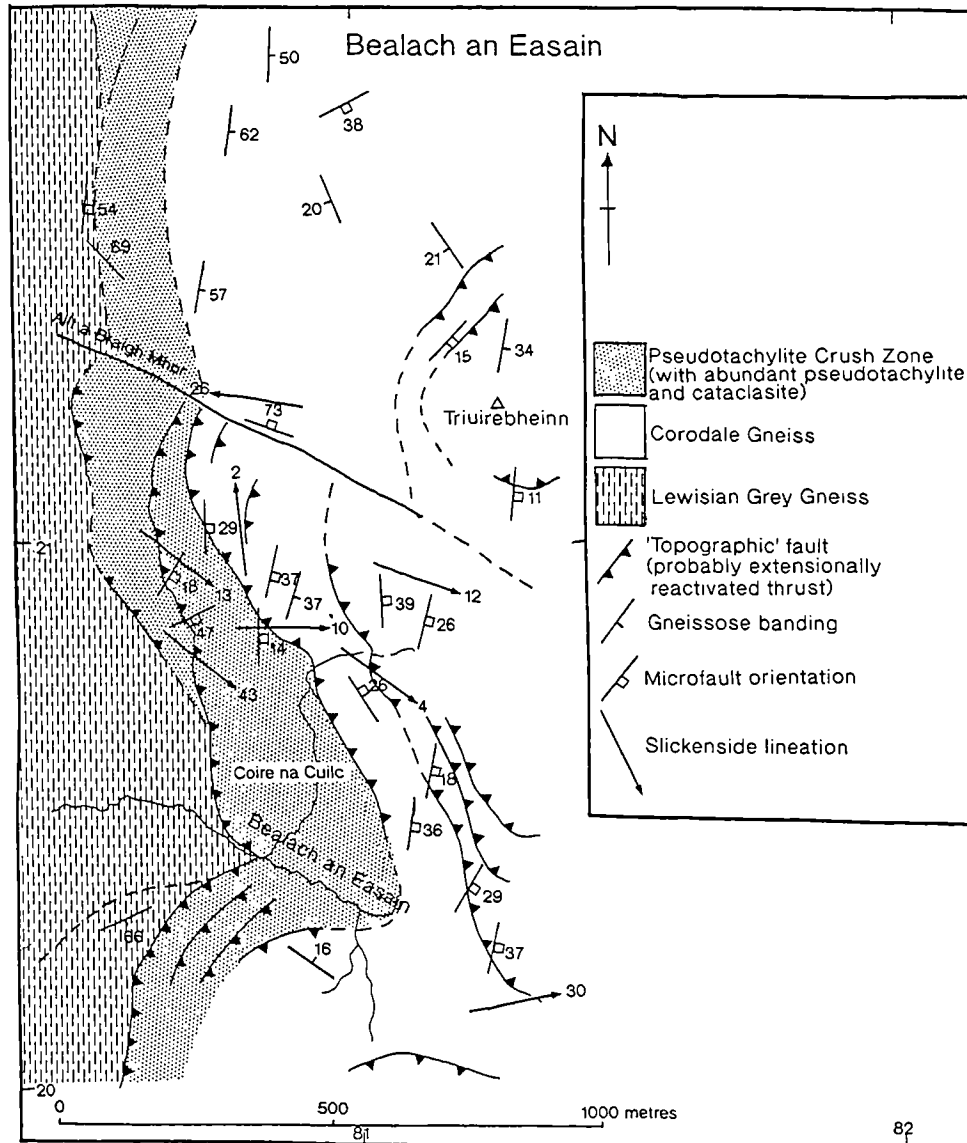 Bealach an Easain
50
38
62
20
54
69
21
57
N
15
34
Allt a Braigh Mhor
26
73
Triuirebheinn
2
11
29
2
37
18
13
37
39
12
26
47
10
14
26
43
4
Coire na Cuilc
18
Bealach an Easain
36
29
66
16
37
30
20
0
500
1000 metres
81
82
Pseudotachylite Crush Zone
(with abundant pseudotachylite
and cataclasite)
Corodale Gneiss
Lewisian Grey Gneiss
'Topographic' fault
(probably extensionally
reactivated thrust)
Gneissose banding
Microfault orientation
Slickenside lineation